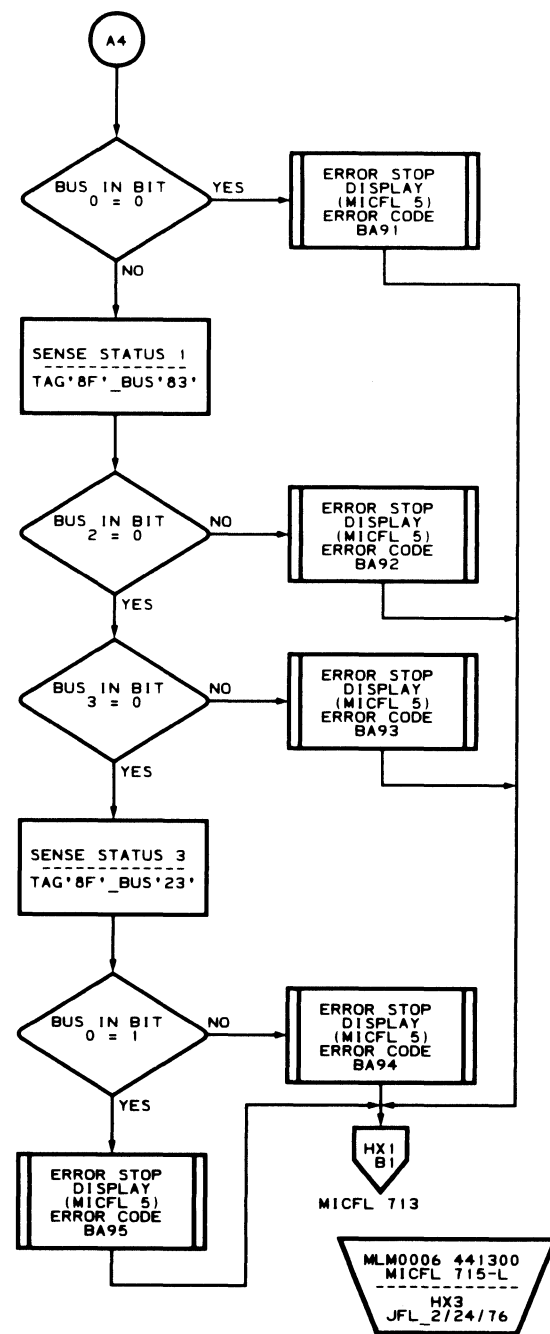 A4
BUS IN BIT
0 = 0
YES
ERROR STOP
DISPLAY
(MICFL 5)
ERROR CODE
BA91
NO
SENSE STATUS 1
TAG'8F'_BUS'83'
BUS IN BIT
2 = 0
NO
ERROR STOP
DISPLAY
(MICFL 5)
ERROR CODE
BA92
YES
BUS IN BIT
3 = 0
NO
ERROR STOP
DISPLAY
(MICFL 5)
ERROR CODE
BA93
YES
SENSE STATUS 3
TAG'8F'_BUS'23'
BUS IN BIT
0 = 1
NO
ERROR STOP
DISPLAY
(MICFL 5)
ERROR CODE
BA94
YES
ERROR STOP
DISPLAY
(MICFL 5)
ERROR CODE
BA95
HX1
B1
MICFL 713
MLM0006 441300
MICFL 715-L
HX3
JFL_2/24/76